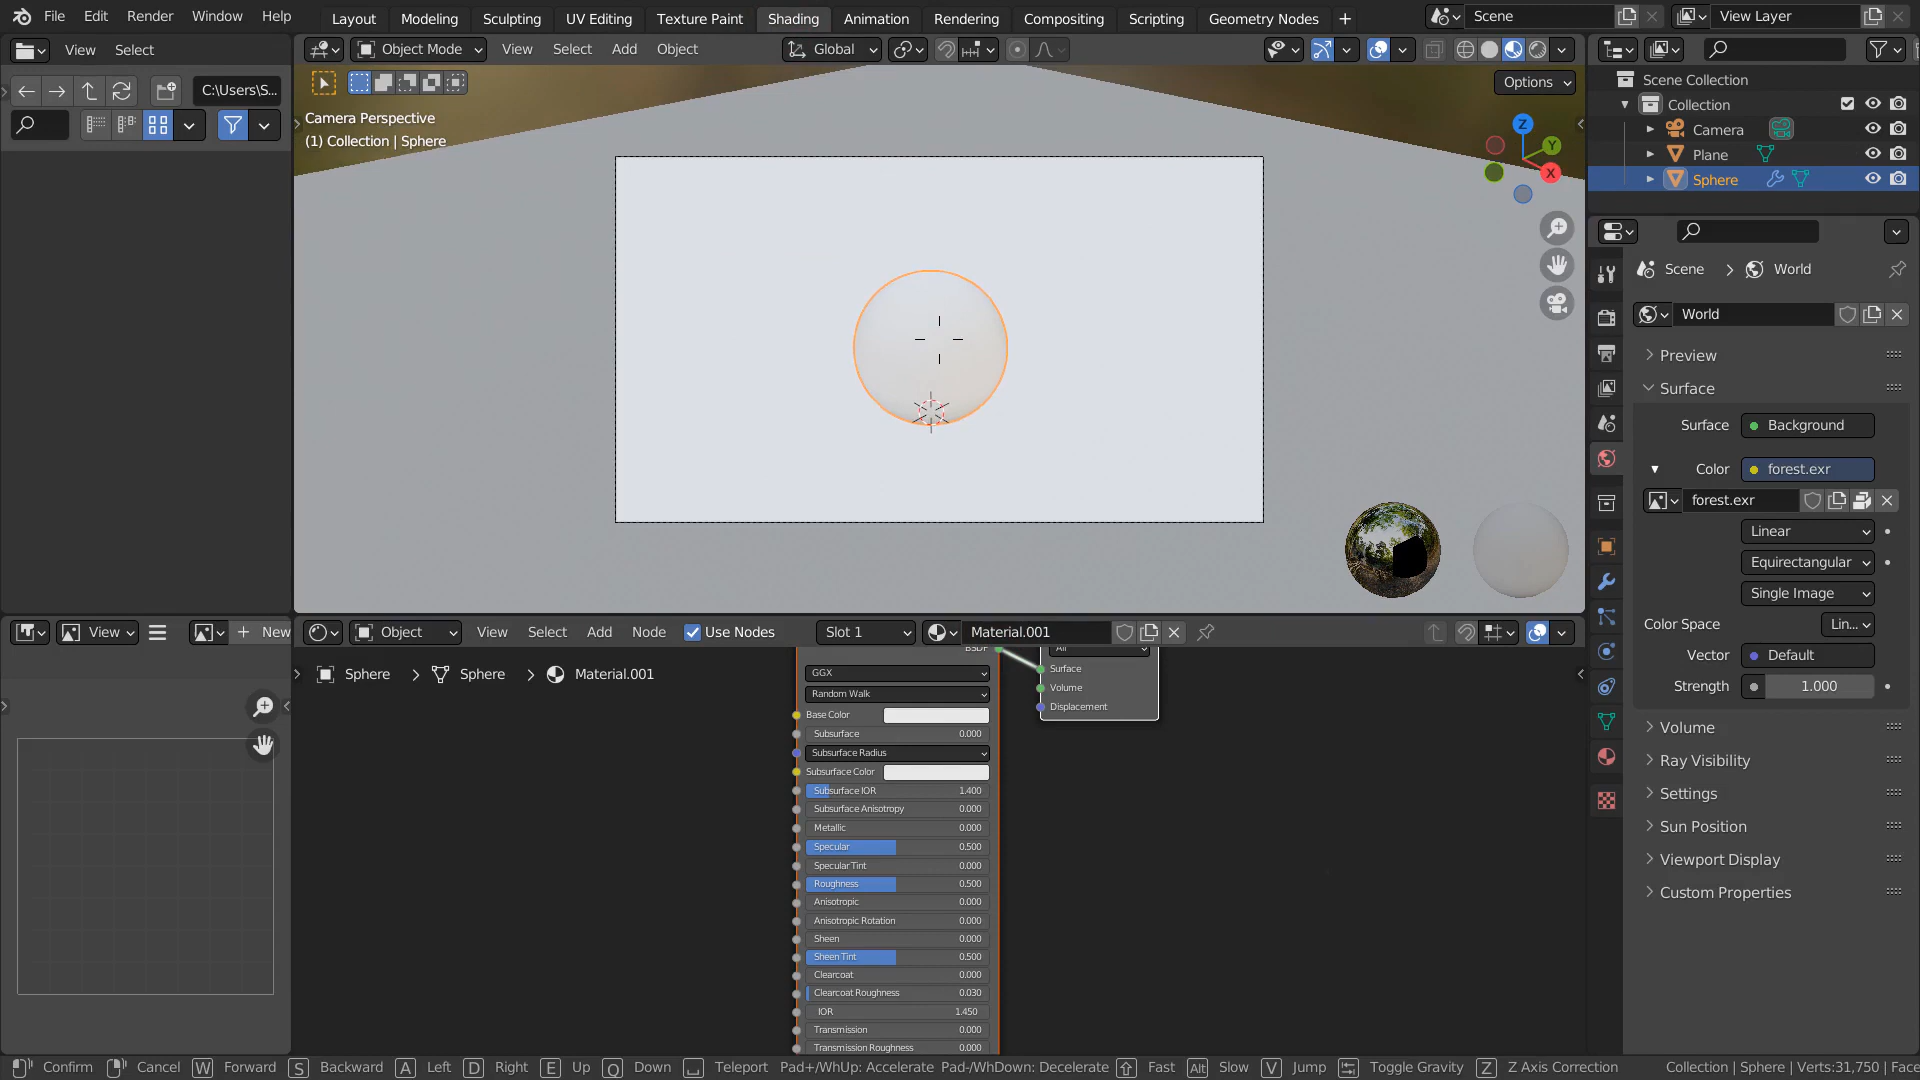 File Edit Render Window Help Layout Modeling Sculpting UV Editing Texture Paint Shading Animation Rendering Compositing Scripting Geometry Nodes + Scene View Layer
View Select Object Mode View Select Add Object Global
C:\Users\S...
Options
Camera Perspective
(1) Collection | Sphere
Z
Y
X
Scene Collection
Collection
Camera
Plane
Sphere
Scene > World
World
Preview
Surface
Surface Background
Color forest.exr
forest.exr
Linear
Equirectangular
Single Image
Color Space Lin...
Vector Default
Strength 1.000
Volume
Ray Visibility
Settings
Sun Position
Viewport Display
Custom Properties
View + New
Object View Select Add Node Use Nodes Slot 1 Material.001
Sphere > Sphere > Material.001
BSDF
All
GGX
Random Walk
Base Color
Subsurface 0.000
Subsurface Radius
Subsurface Color
Subsurface IOR 1.400
Subsurface Anisotropy 0.000
Metallic 0.000
Specular 0.500
Specular Tint 0.000
Roughness 0.500
Anisotropic 0.000
Anisotropic Rotation 0.000
Sheen 0.000
Sheen Tint 0.500
Clearcoat 0.000
Clearcoat Roughness 0.030
IOR 1.450
Transmission 0.000
Transmission Roughness 0.000
Surface
Volume
Displacement
Confirm Cancel W Forward S Backward A Left D Right E Up Q Down Teleport Pad+/WhUp: Accelerate Pad-/WhDown: Decelerate Fast Alt Slow V Jump Toggle Gravity Z Z Axis Correction Collection | Sphere | Verts:31,750 | Face